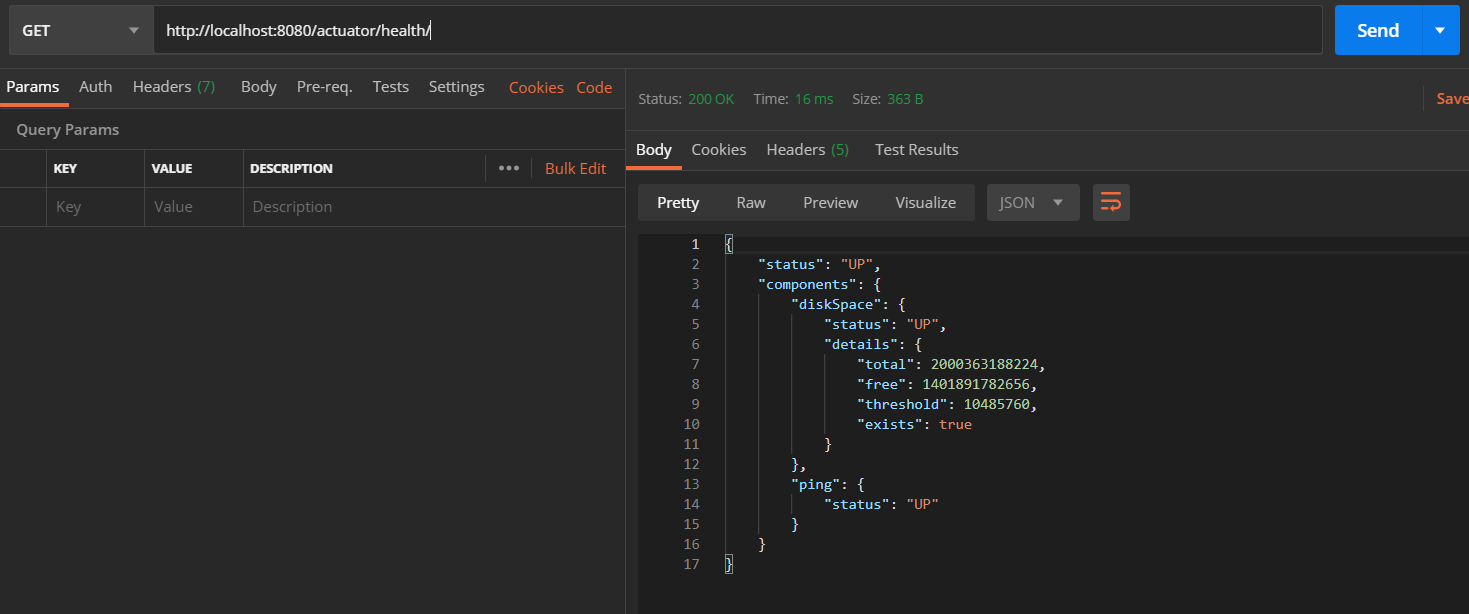 GET http://localhost:8080/actuator/health/ Send
Params Auth Headers (7) Body Pre-req. Tests Settings Cookies Code
Query Params
KEY VALUE DESCRIPTION ••• Bulk Edit
Key Value Description
Status: 200 OK Time: 16 ms Size: 363 B Save
Body Cookies Headers (5) Test Results
Pretty Raw Preview Visualize JSON
1 {
2 "status": "UP",
3 "components": {
4 "diskSpace": {
5 "status": "UP",
6 "details": {
7 "total": 2000363188224,
8 "free": 1401891782656,
9 "threshold": 10485760,
10 "exists": true
11 }
12 },
13 "ping": {
14 "status": "UP"
15 }
16 }
17 }